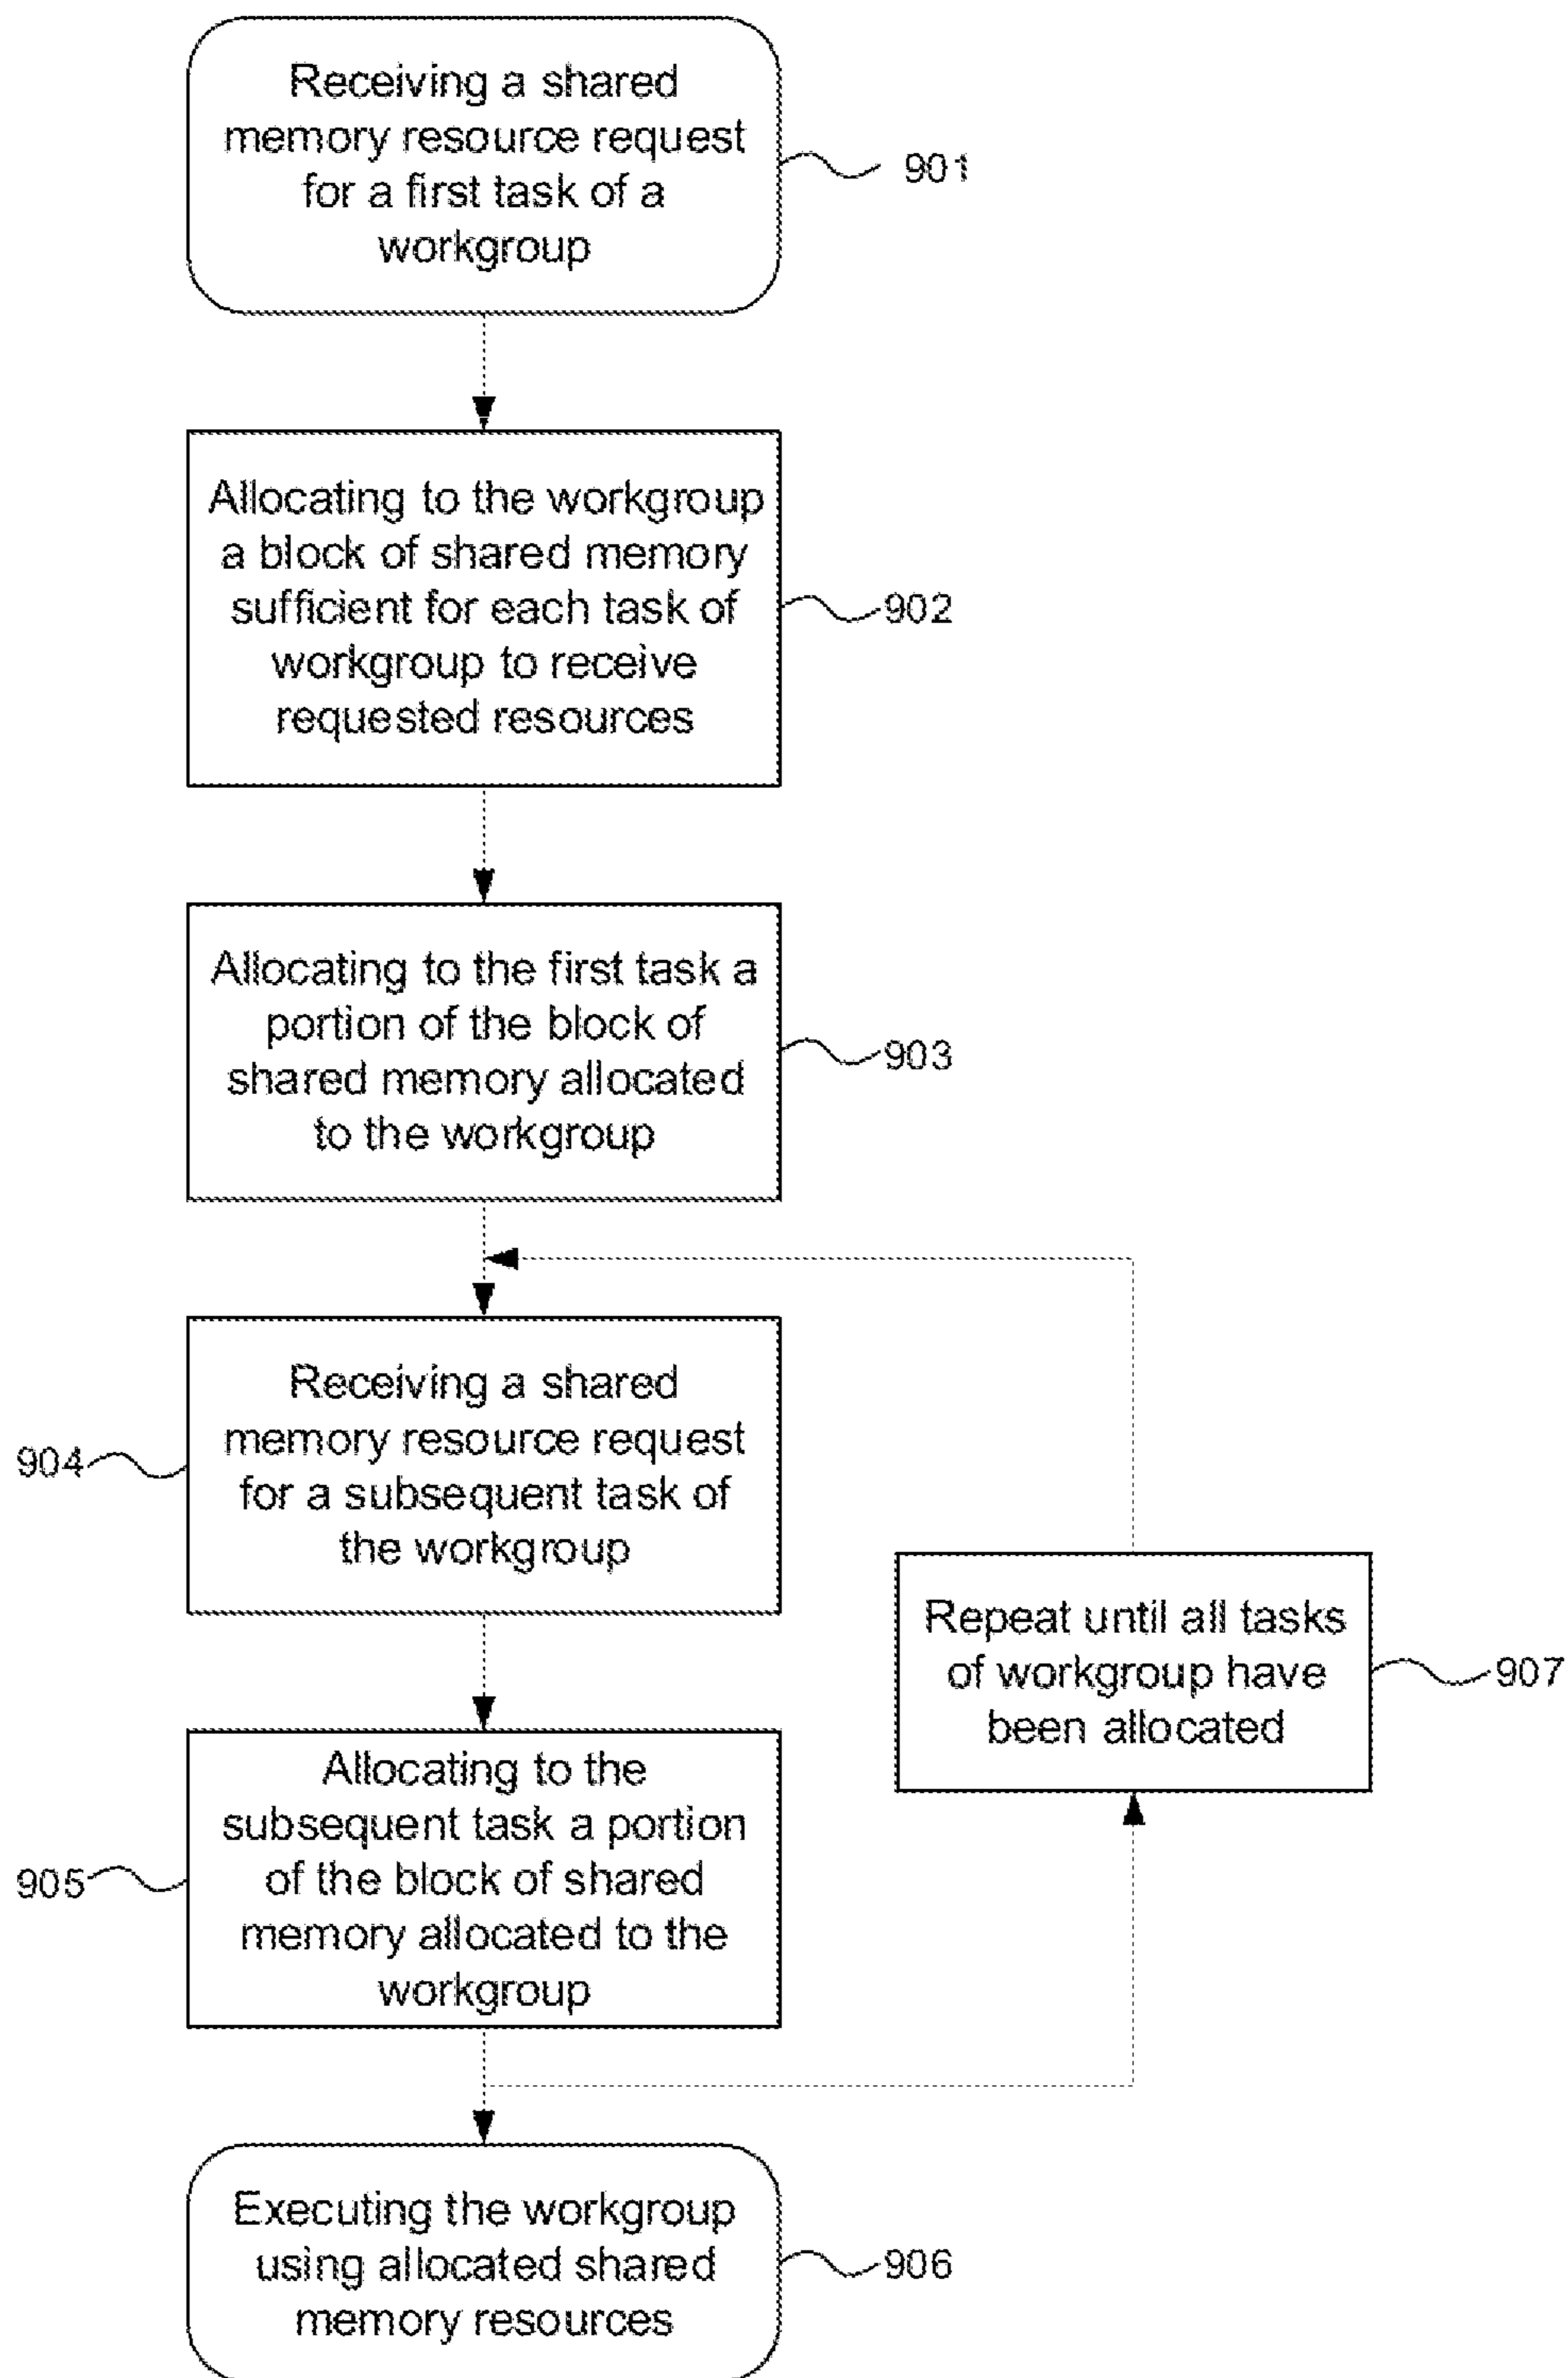 Receiving a shared
memory resource request
for a first task of a
workgroup
901
Allocating to the workgroup
a block of shared memory
sufficient for each task of
workgroup to receive
requested resources
902
Allocating to the first task a
portion of the block of
shared memory allocated
to the workgroup
903
Receiving a shared
memory resource request
for a subsequent task of
the workgroup
904
Repeat until all tasks
of workgroup have
been allocated
907
Allocating to the
subsequent task a portion
of the block of shared
memory allocated to the
workgroup
905
Executing the workgroup
using allocated shared
memory resources
906